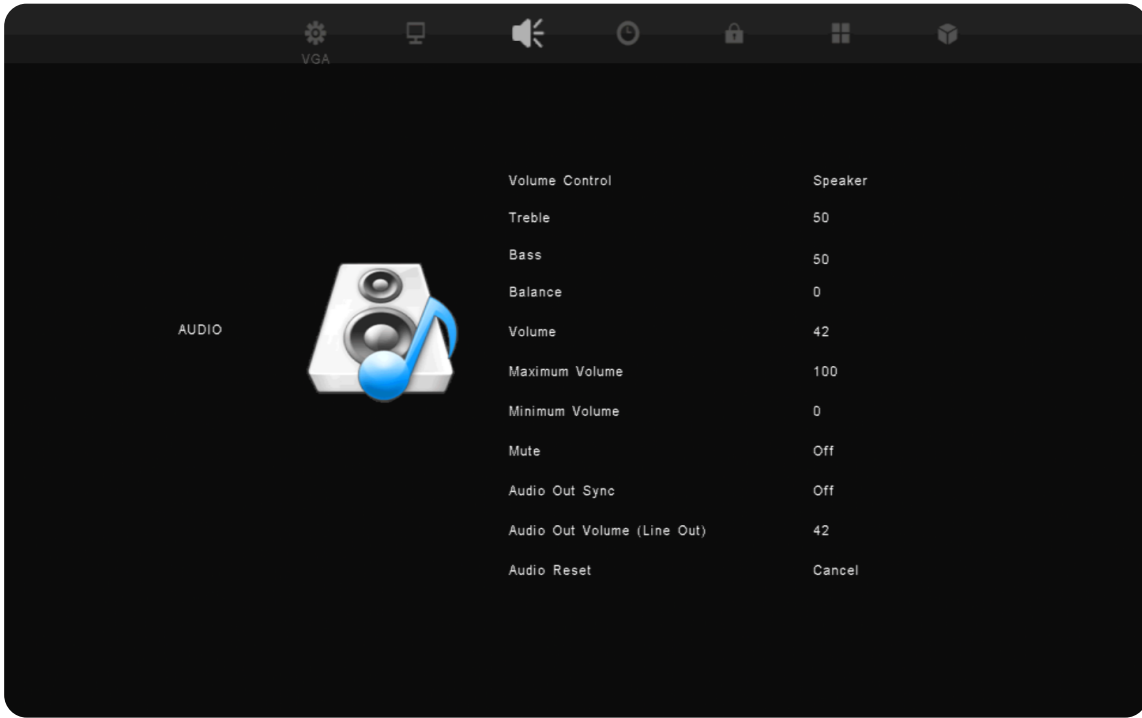 VGA
Volume Control Speaker
Treble 50
Bass 50
Balance 0
AUDIO
Volume 42
Maximum Volume 100
Minimum Volume 0
Mute Off
Audio Out Sync Off
Audio Out Volume (Line Out) 42
Audio Reset Cancel